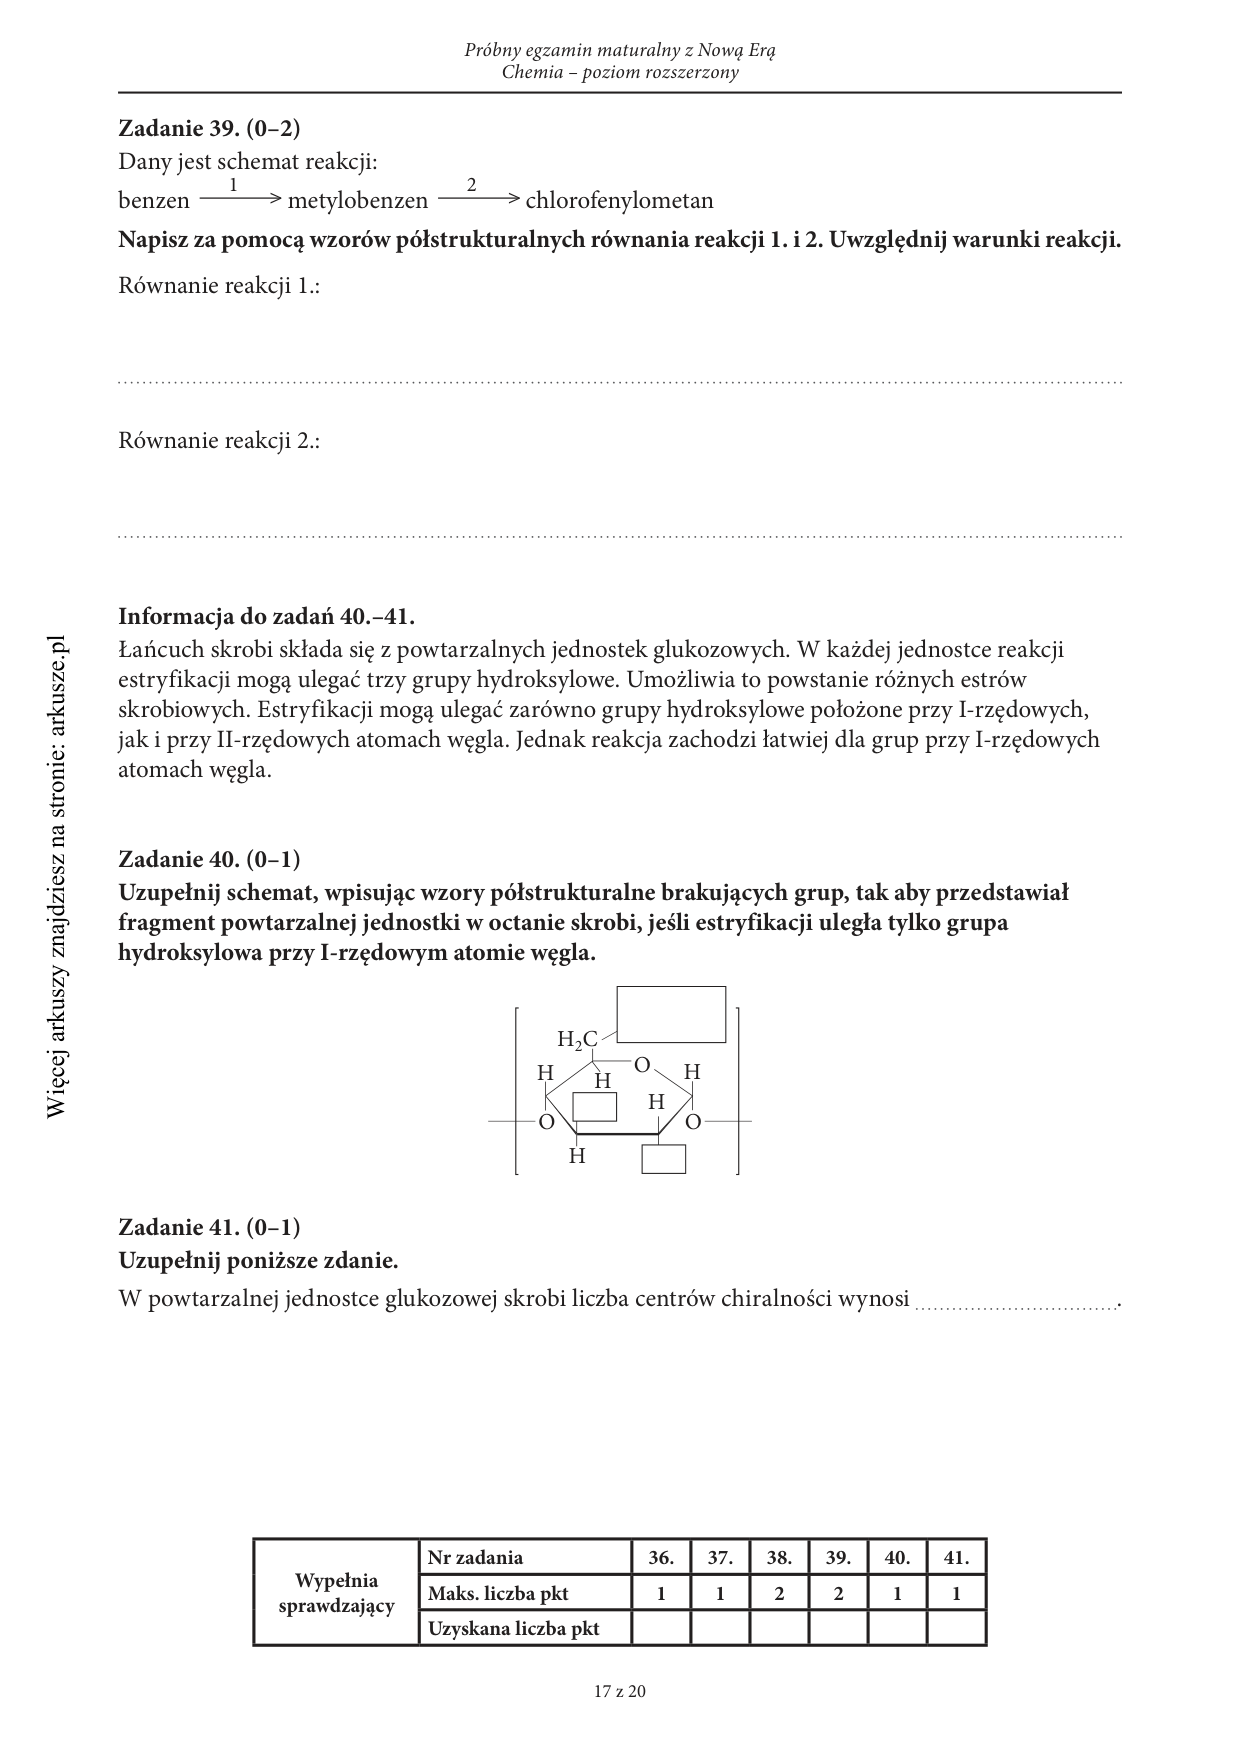 Próbny egzamin maturalny z Nową Erą
Chemia – poziom rozszerzony
Zadanie 39. (0–2)
Dany jest schemat reakcji:
benzen 1 → metylobenzen 2 → chlorofenylometan
Napisz za pomocą wzorów półstrukturalnych równania reakcji 1. i 2. Uwzględnij warunki reakcji.
Równanie reakcji 1.:
Równanie reakcji 2.:
Informacja do zadań 40.–41.
Łańcuch skrobi składa się z powtarzalnych jednostek glukozowych. W każdej jednostce reakcji
estryfikacji mogą ulegać trzy grupy hydroksylowe. Umożliwia to powstanie różnych estrów
skrobiowych. Estryfikacji mogą ulegać zarówno grupy hydroksylowe położone przy I-rzędowych,
jak i przy II-rzędowych atomach węgla. Jednak reakcja zachodzi łatwiej dla grup przy I-rzędowych
atomach węgla.
Zadanie 40. (0–1)
Uzupełnij schemat, wpisując wzory półstrukturalne brakujących grup, tak aby przedstawiał
fragment powtarzalnej jednostki w octanie skrobi, jeśli estryfikacji uległa tylko grupa
hydroksylowa przy I-rzędowym atomie węgla.
H₂C
H O H
H
H
O O
H
Zadanie 41. (0–1)
Uzupełnij poniższe zdanie.
W powtarzalnej jednostce glukozowej skrobi liczba centrów chiralności wynosi ................................ .
Wypełnia
sprawdzający
Nr zadania 36. 37. 38. 39. 40. 41.
Maks. liczba pkt 1 1 2 2 1 1
Uzyskana liczba pkt
17 z 20
Więcej arkuszy znajdziesz na stronie: arkusze.pl